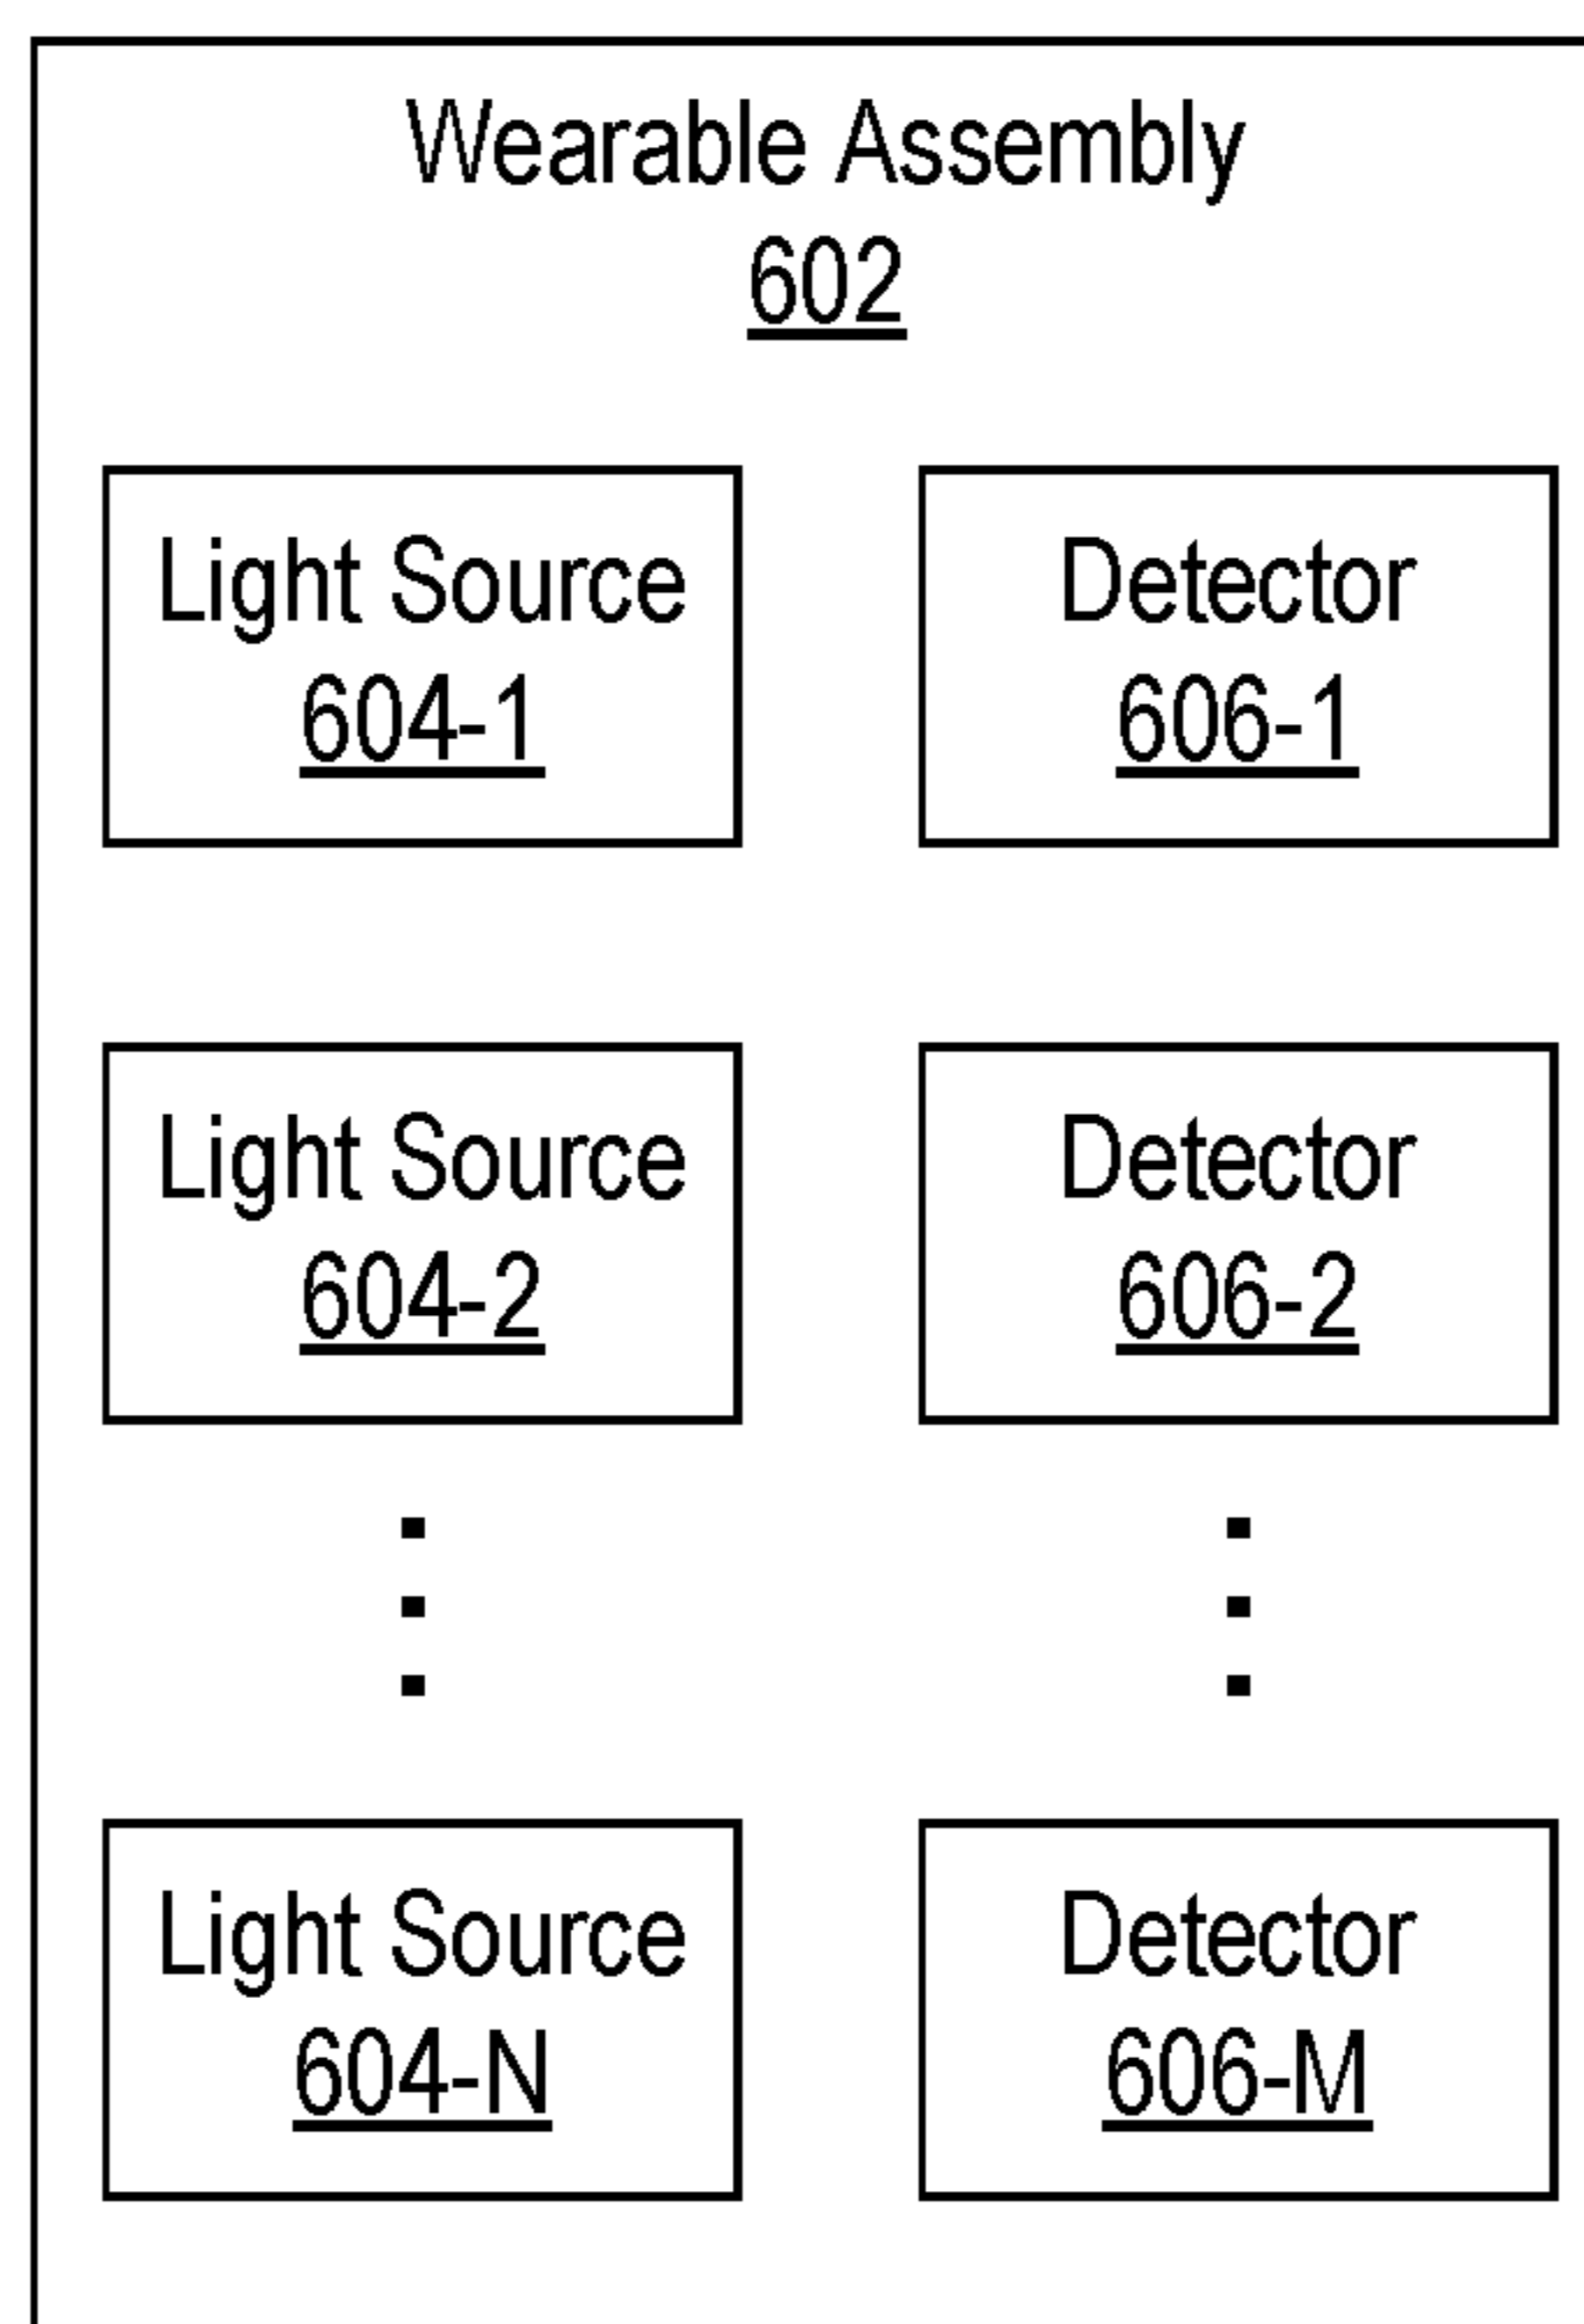 Wearable Assembly
602
Light Source
604-1
Detector
606-1
Light Source
604-2
Detector
606-2
Light Source
604-N
Detector
606-M